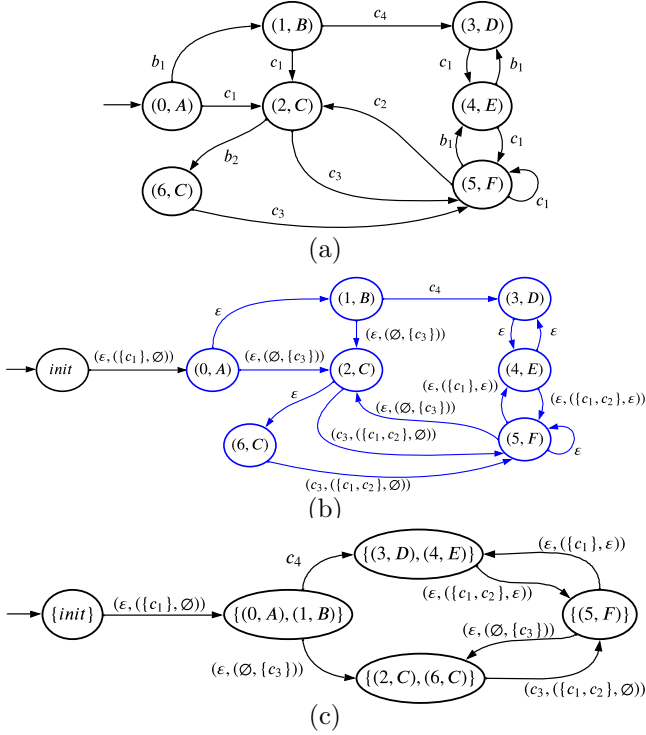 (1, B)
c₄
(3, D)
b₁
c₁
c₁
b₁
(0, A)
c₁
(2, C)
c₂
(4, E)
b₂
b₁
c₁
(6, C)
c₃
(5, F)
c₃
c₁
(a)
(1, B)
c₄
(3, D)
ε
(ε, (∅, {c₃}))
ε
ε
init
(ε, ({c₁}, ∅))
(0, A)
(ε, (∅, {c₃}))
(2, C)
(4, E)
(ε, ({c₁}, ε))
(ε, ({c₁, c₂}, ε))
ε
(ε, (∅, {c₃}))
(6, C)
(c₃, ({c₁, c₂}, ∅))
(5, F)
ε
(c₃, ({c₁, c₂}, ∅))
(b)
{(3, D), (4, E)}
(ε, ({c₁}, ε))
c₄
(ε, ({c₁, c₂}, ε))
{init}
(ε, ({c₁}, ∅))
{(0, A), (1, B)}
{(5, F)}
(ε, (∅, {c₃}))
(ε, (∅, {c₃}))
{(2, C), (6, C)}
(c₃, ({c₁, c₂}, ∅))
(c)